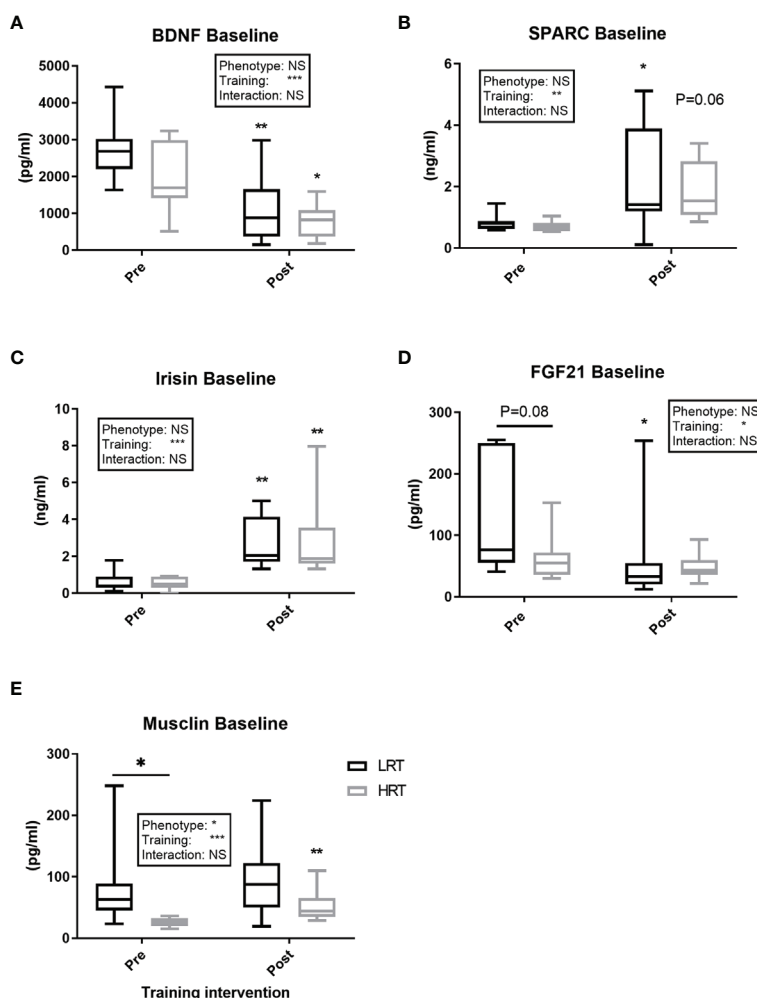 A
BDNF Baseline
Phenotype: NS
Training: ***
Interaction: NS
5000
4000
3000
2000
1000
0
(pg/ml)
**
*
Pre
Post
B
SPARC Baseline
Phenotype: NS
Training: **
Interaction: NS
6
4
2
0
(ng/ml)
*
P=0.06
Pre
Post
C
Irisin Baseline
Phenotype: NS
Training: ***
Interaction: NS
10
8
6
4
2
0
(ng/ml)
**
**
Pre
Post
D
FGF21 Baseline
P=0.08
*
Phenotype: NS
Training: *
Interaction: NS
300
200
100
0
(pg/ml)
Pre
Post
E
Musclin Baseline
*
Phenotype: *
Training: ***
Interaction: NS
300
200
100
0
(pg/ml)
**
LRT
HRT
Pre
Post
Training intervention